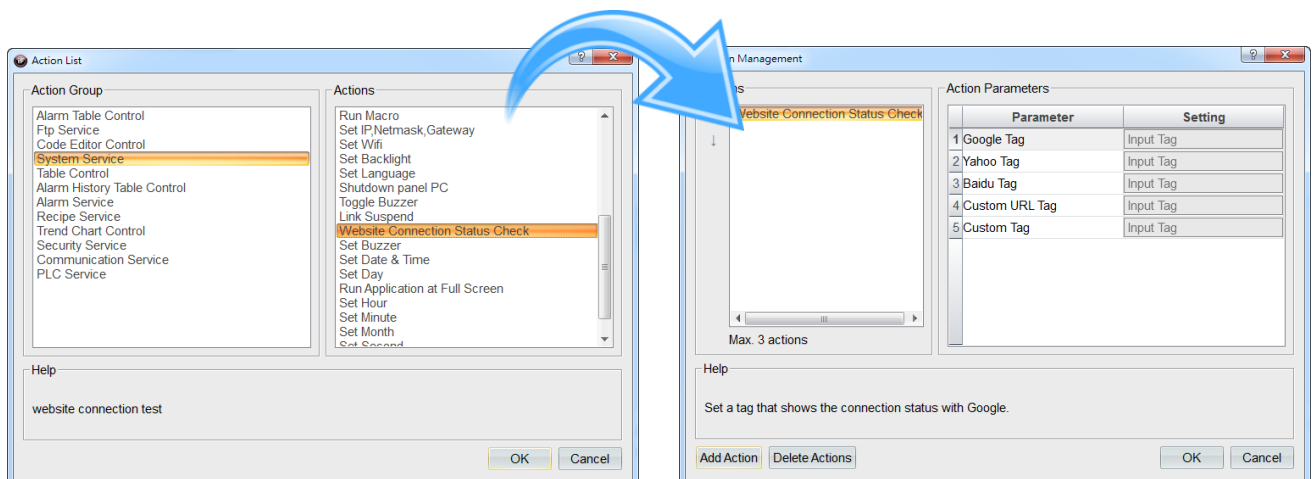 Action List
Action Group
Alarm Table Control
Ftp Service
Code Editor Control
System Service
Table Control
Alarm History Table Control
Alarm Service
Recipe Service
Trend Chart Control
Security Service
Communication Service
PLC Service
Actions
Run Macro
Set IP,Netmask,Gateway
Set Wifi
Set Backlight
Set Language
Shutdown panel PC
Toggle Buzzer
Link Suspend
Website Connection Status Check
Set Buzzer
Set Date & Time
Set Day
Run Application at Full Screen
Set Hour
Set Minute
Set Month
Set Second
Help
website connection test
OK
Cancel
n Management
ns
Website Connection Status Check
Max. 3 actions
Action Parameters
Parameter Setting
1 Google Tag Input Tag
2 Yahoo Tag Input Tag
3 Baidu Tag Input Tag
4 Custom URL Tag Input Tag
5 Custom Tag Input Tag
Help
Set a tag that shows the connection status with Google.
Add Action
Delete Actions
OK
Cancel